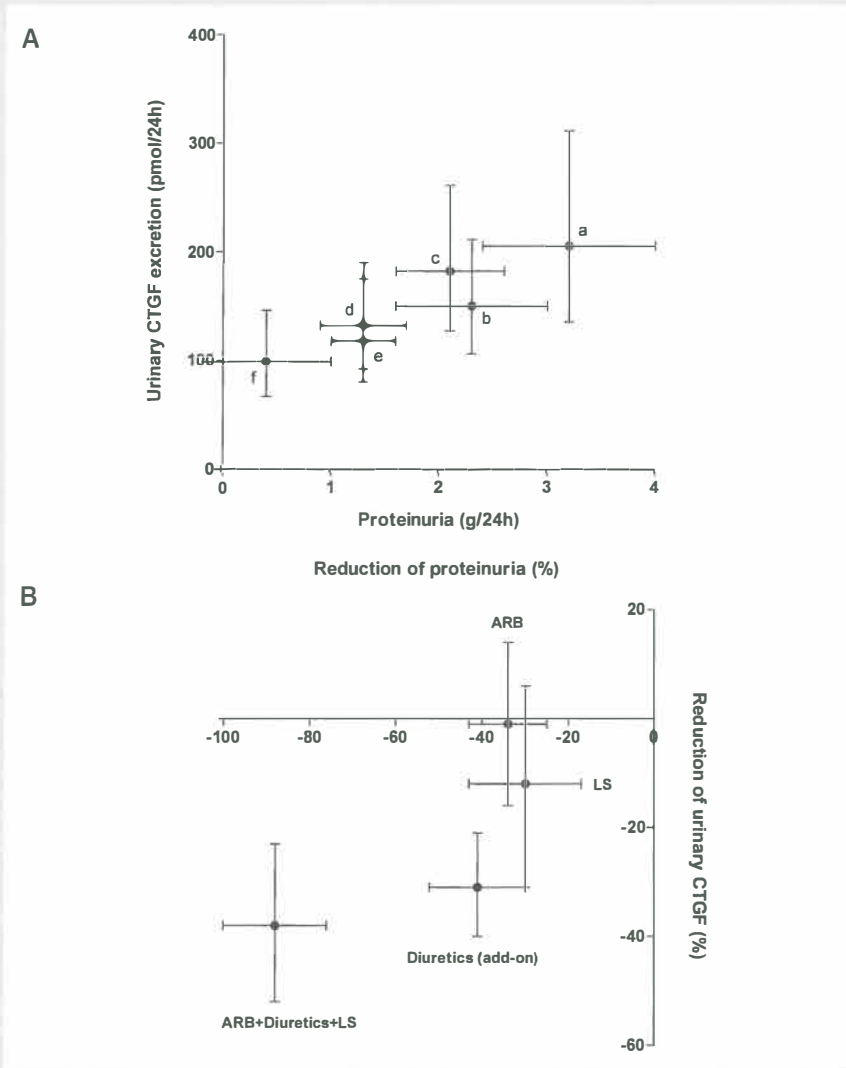 A
400
300
200
100
0
0
1
2
3
4
Urinary CTGF excretion (pmol/24h)
a
b
c
d
e
f
Proteinuria (g/24h)
B
Reduction of proteinuria (%)
20
-20
-40
-60
-100
-80
-60
-40
-20
0
ARB
LS
Diuretics (add-on)
ARB+Diuretics+LS
Reduction of urinary CTGF (%)